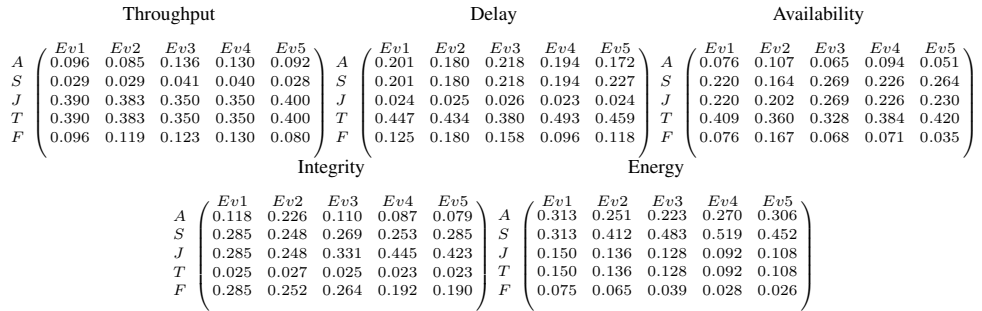 Throughput Delay Availability
Ev1 Ev2 Ev3 Ev4 Ev5 Ev1 Ev2 Ev3 Ev4 Ev5 Ev1 Ev2 Ev3 Ev4 Ev5
A 0.096 0.085 0.136 0.130 0.092 A 0.201 0.180 0.218 0.194 0.172 A 0.076 0.107 0.065 0.094 0.051
S 0.029 0.029 0.041 0.040 0.028 S 0.201 0.180 0.218 0.194 0.227 S 0.220 0.164 0.269 0.226 0.264
J 0.390 0.383 0.350 0.350 0.400 J 0.024 0.025 0.026 0.023 0.024 J 0.220 0.202 0.269 0.226 0.230
T 0.390 0.383 0.350 0.350 0.400 T 0.447 0.434 0.380 0.493 0.459 T 0.409 0.360 0.328 0.384 0.420
F 0.096 0.119 0.123 0.130 0.080 F 0.125 0.180 0.158 0.096 0.118 F 0.076 0.167 0.068 0.071 0.035
Integrity Energy
Ev1 Ev2 Ev3 Ev4 Ev5 Ev1 Ev2 Ev3 Ev4 Ev5
A 0.118 0.226 0.110 0.087 0.079 A 0.313 0.251 0.223 0.270 0.306
S 0.285 0.248 0.269 0.253 0.285 S 0.313 0.412 0.483 0.519 0.452
J 0.285 0.248 0.331 0.445 0.423 J 0.150 0.136 0.128 0.092 0.108
T 0.025 0.027 0.025 0.023 0.023 T 0.150 0.136 0.128 0.092 0.108
F 0.285 0.252 0.264 0.192 0.190 F 0.075 0.065 0.039 0.028 0.026